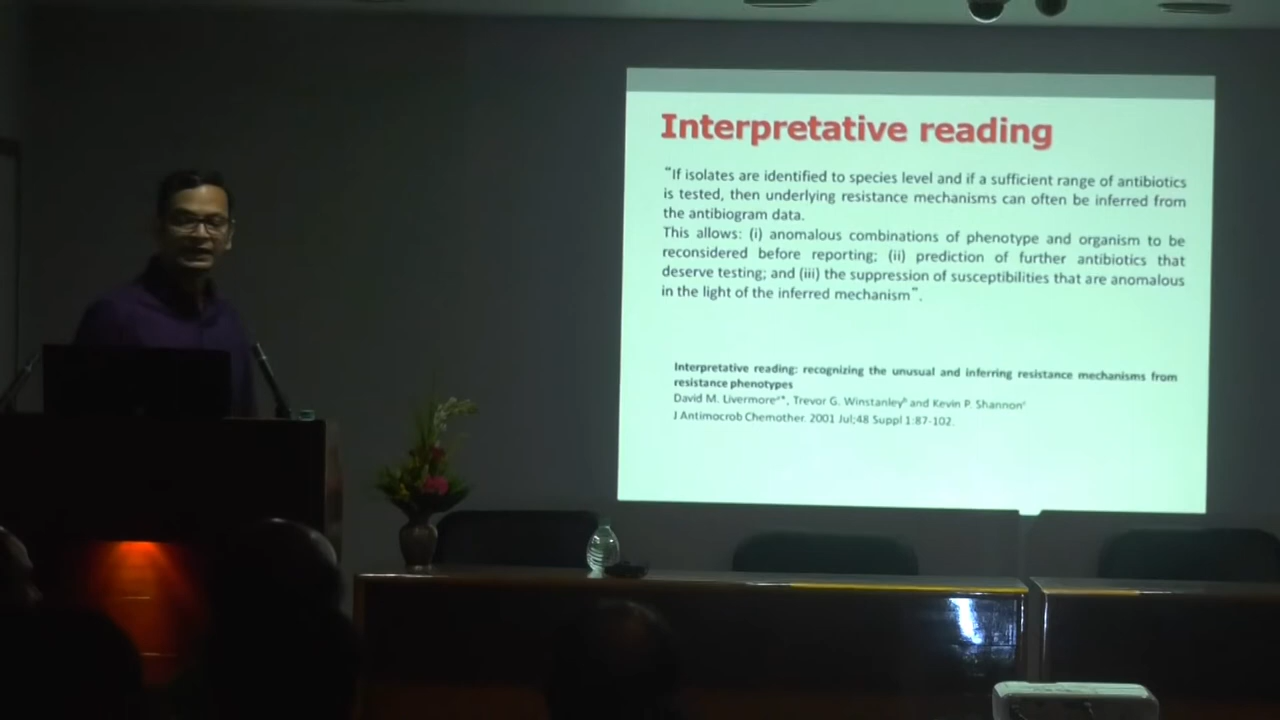 Interpretative reading
"If isolates are identified to species level and if a sufficient range of antibiotics
is tested, then underlying resistance mechanisms can often be inferred from
the antibiogram data.
This allows: (i) anomalous combinations of phenotype and organism to be
reconsidered before reporting; (ii) prediction of further antibiotics that
deserve testing; and (iii) the suppression of susceptibilities that are anomalous
in the light of the inferred mechanism".
Interpretative reading: recognizing the unusual and inferring resistance mechanisms from
resistance phenotypes
David M. Livermore
a*, Trevor G. Winstanley
b and Kevin P. Shannon
c
J Antimocrob Chemother. 2001 Jul;48 Suppl 1:87-102.